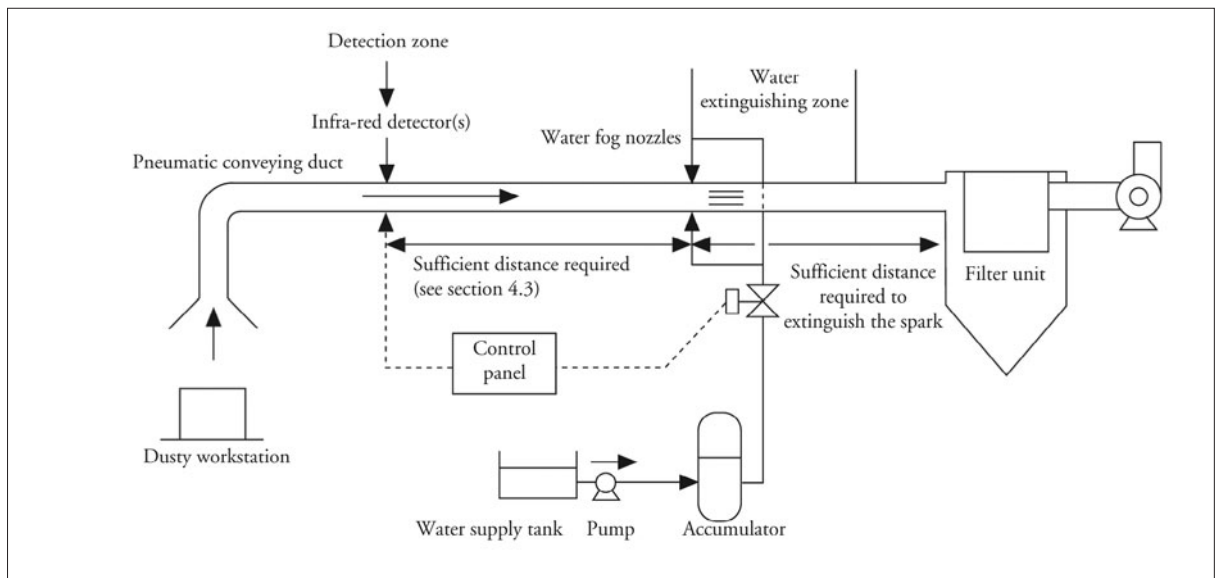 Detection zone
Infra-red detector(s)
Water
extinguishing zone
Water fog nozzles
Pneumatic conveying duct
Sufficient distance required
(see section 4.3)
Sufficient distance
required to
extinguish the spark
Filter unit
Control
panel
Dusty workstation
Water supply tank
Pump
Accumulator